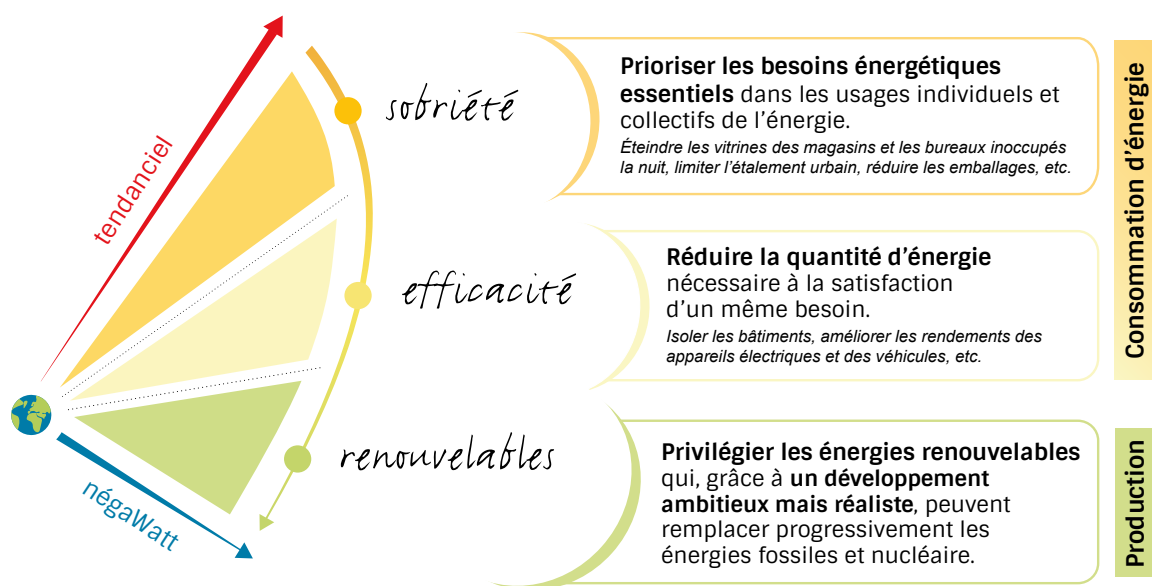 tendanciel
négaWatt
sobriété
Prioriser les besoins énergétiques
essentiels dans les usages individuels et
collectifs de l’énergie.
Éteindre les vitrines des magasins et les bureaux inoccupés
la nuit, limiter l’étalement urbain, réduire les emballages, etc.
efficacité
Réduire la quantité d’énergie
nécessaire à la satisfaction
d’un même besoin.
Isoler les bâtiments, améliorer les rendements des
appareils électriques et des véhicules, etc.
Consommation d’énergie
renouvelables
Privilégier les énergies renouvelables
qui, grâce à un développement
ambitieux mais réaliste, peuvent
remplacer progressivement les
énergies fossiles et nucléaire.
Production